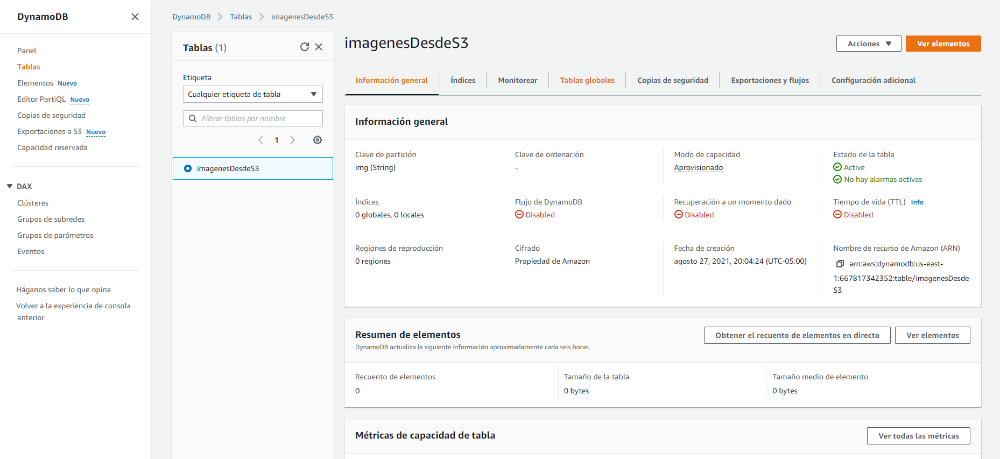 DynamoDB
Panel
Tablas
Elementos Nuevo
Editor PartiQL Nuevo
Copias de seguridad
Exportaciones a S3 Nuevo
Capacidad reservada
DAX
Clústeres
Grupos de subredes
Grupos de parámetros
Eventos
Háganos saber lo que opina
Volver a la experiencia de consola
anterior
DynamoDB Tablas imagenesDesdeS3
Tablas (1)
Etiqueta
Cualquier etiqueta de tabla
Filtrar tablas por nombre
1
imagenesDesdeS3
imagenesDesdeS3
Acciones Ver elementos
Información general Índices Monitorear Tablas globales Copias de seguridad Exportaciones y flujos Configuración adicional
Información general
Clave de partición
img (String)
Clave de ordenación
-
Modo de capacidad
Aprovisionado
Estado de la tabla
Active
No hay alarmas activas
Índices
0 globales, 0 locales
Flujo de DynamoDB
Disabled
Recuperación a un momento dado
Disabled
Tiempo de vida (TTL) Info
Disabled
Regiones de reproducción
0 regiones
Cifrado
Propiedad de Amazon
Fecha de creación
agosto 27, 2021, 20:04:24 (UTC-05:00)
Nombre de recurso de Amazon (ARN)
arn:aws:dynamodb:us-east-
1:667817342352:table/imagenesDesde
S3
Resumen de elementos
DynamoDB actualiza la siguiente información aproximadamente cada seis horas.
Obtener el recuento de elementos en directo Ver elementos
Recuento de elementos
0
Tamaño de la tabla
0 bytes
Tamaño medio de elemento
0 bytes
Métricas de capacidad de tabla
Ver todas las métricas